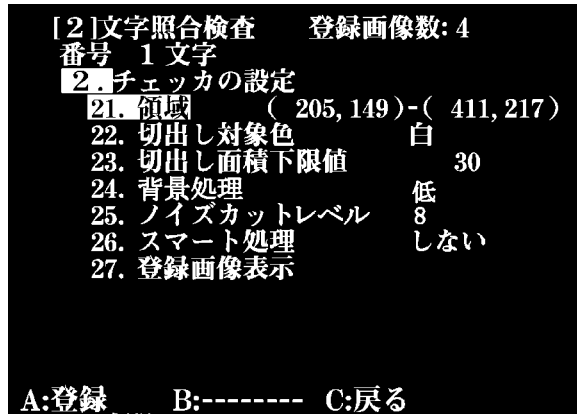 [2]文字照合検査 登録画像数: 4
番号 1 文字
2. チェッカの設定
21. 領域 ( 205, 149 )-( 411, 217 )
22. 切出し対象色 白
23. 切出し面積下限値 30
24. 背景処理 低
25. ノイズカットレベル 8
26. スマート処理 しない
27. 登録画像表示
A:登録 B:-------- C:戻る